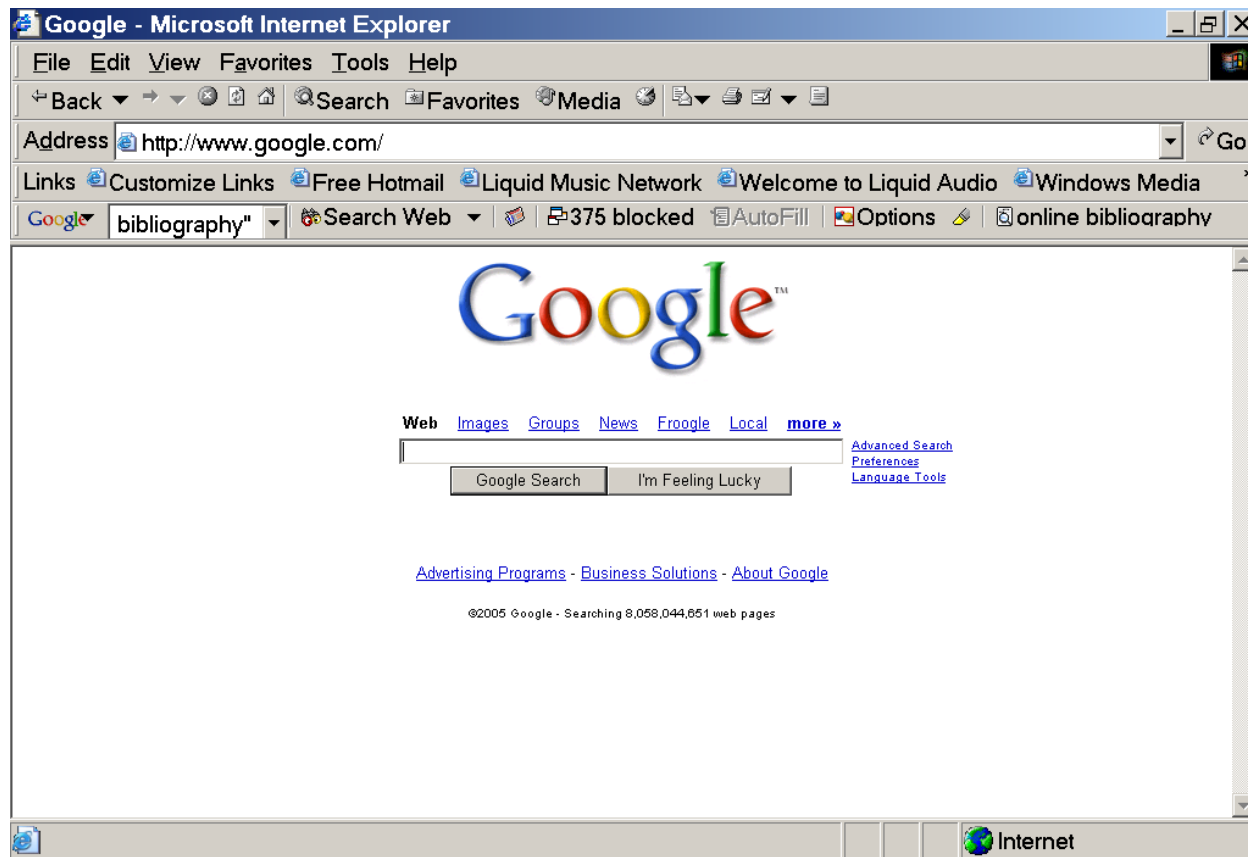 Google - Microsoft Internet Explorer
File Edit View Favorites Tools Help
Back Search Favorites Media
Address http://www.google.com/ Go
Links Customize Links Free Hotmail Liquid Music Network Welcome to Liquid Audio Windows Media
Google bibliography" Search Web 375 blocked AutoFill Options online bibliography
Google™
Web Images Groups News Froogle Local more »
Advanced Search
Preferences
Language Tools
Google Search I'm Feeling Lucky
Advertising Programs - Business Solutions - About Google
©2005 Google - Searching 8,058,044,651 web pages
Internet